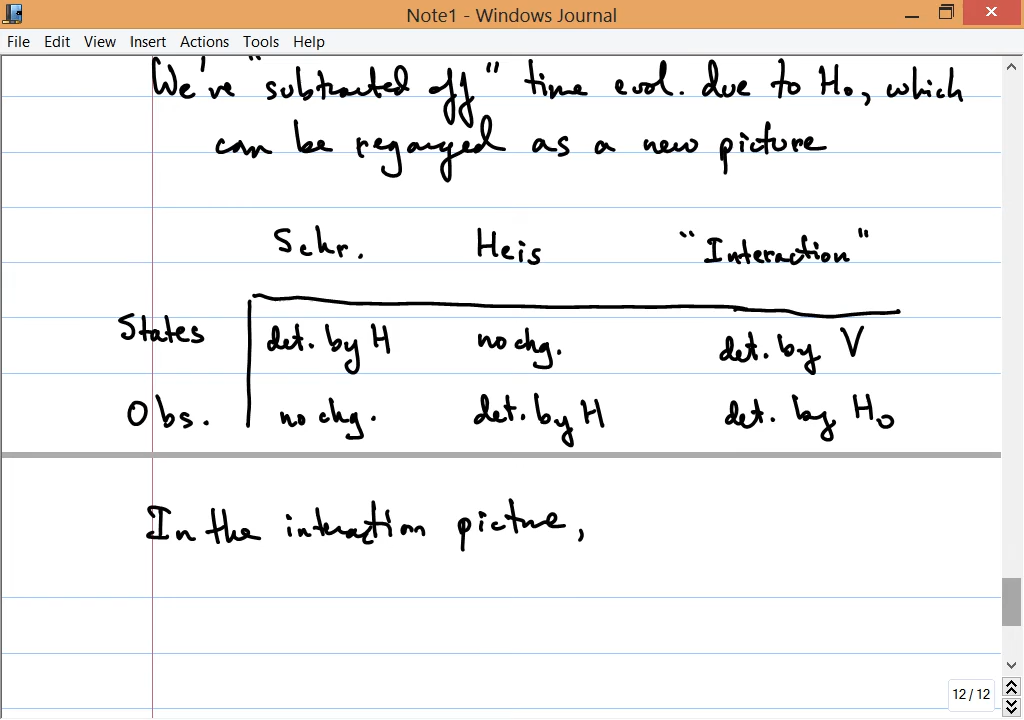 Note1 - Windows Journal
File Edit View Insert Actions Tools Help
We've "subtracted off" time evol. due to H₀, which
can be regarged as a new picture
Schr. Heis "Interaction"
States det. by H no chg. det. by V
Obs. no chg. det. by H det. by H₀
In the interaction picture,
12/12